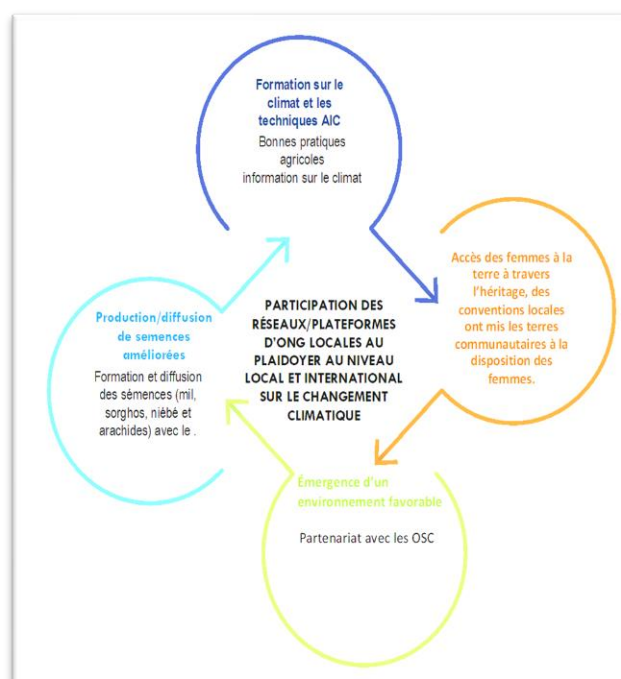 Formation sur le
climat et les
techniques AIC
Bonnes pratiques
agricoles
information sur le climat
Accès des femmes à la
terre à travers
l'héritage, des
conventions locales
ont mis les terres
communautaires à la
disposition des
femmes.
PARTICIPATION DES
RÉSEAUX/PLATEFORMES
D'ONG LOCALES AU
PLAIDOYER AU NIVEAU
LOCAL ET INTERNATIONAL
SUR LE CHANGEMENT
CLIMATIQUE
Production/diffusion
de semences
améliorées
Formation et diffusion
des sémences (mil,
sorghos, niébé et
arachides) avec le .
Émergence d'un
environnement favorable
Partenariat avec les OSC